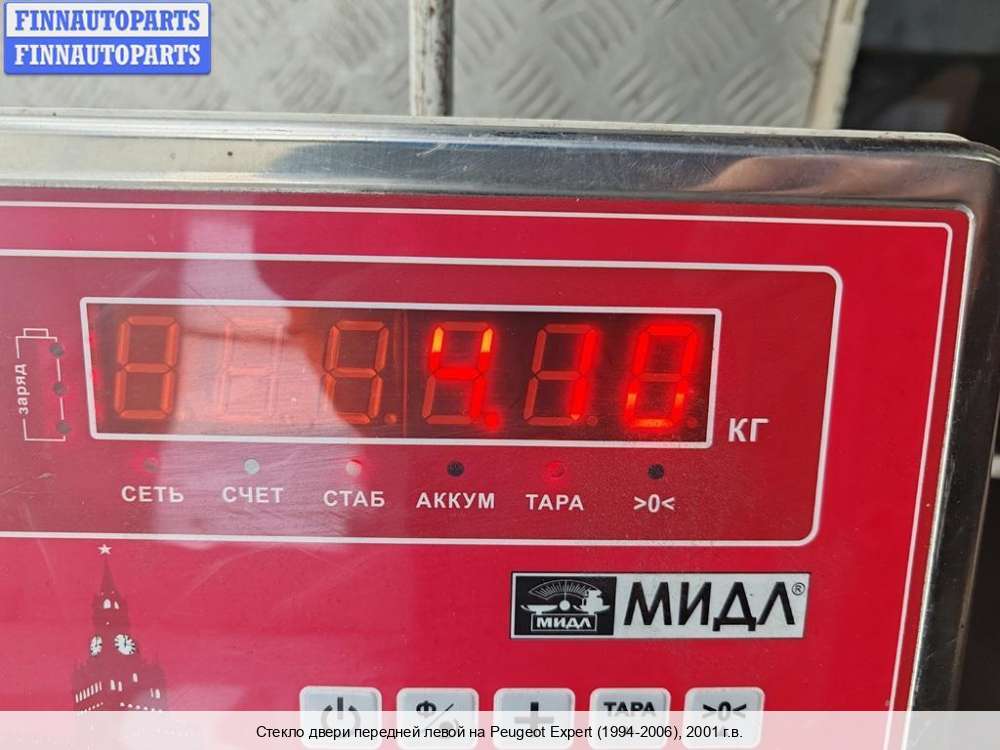 FINNAUTOPARTS
FINNAUTOPARTS
заряд
4.10
КГ
СЕТЬ СЧЕТ СТАБ АККУМ ТАРА >0<
МИДЛ МИДЛ®
Ф/ + ТАРА >0<
Стекло двери передней левой на Peugeot Expert (1994-2006), 2001 г.в.